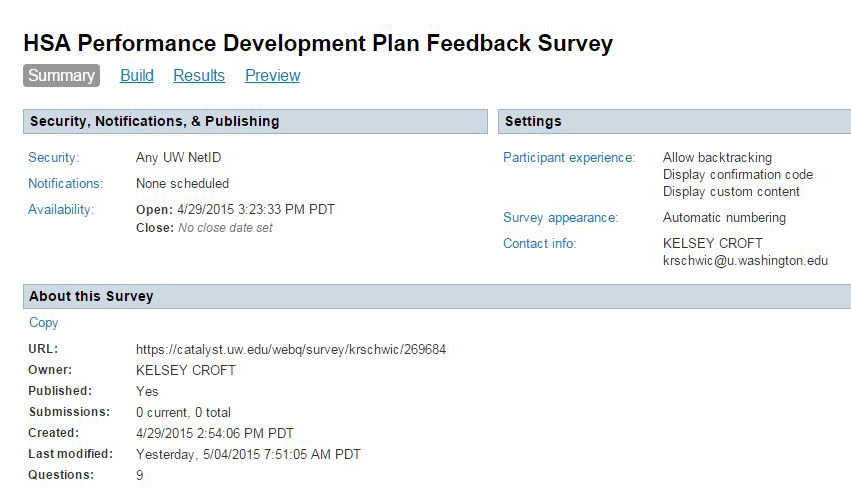 HSA Performance Development Plan Feedback Survey
Summary Build Results Preview
Security, Notifications, & Publishing
Security: Any UW NetID
Notifications: None scheduled
Availability: Open: 4/29/2015 3:23:33 PM PDT
Close: No close date set
Settings
Participant experience: Allow backtracking
Display confirmation code
Display custom content
Survey appearance: Automatic numbering
Contact info: KELSEY CROFT
krschwic@u.washington.edu
About this Survey
Copy
URL: https://catalyst.uw.edu/webq/survey/krschwic/269684
Owner: KELSEY CROFT
Published: Yes
Submissions: 0 current, 0 total
Created: 4/29/2015 2:54:06 PM PDT
Last modified: Yesterday, 5/04/2015 7:51:05 AM PDT
Questions: 9